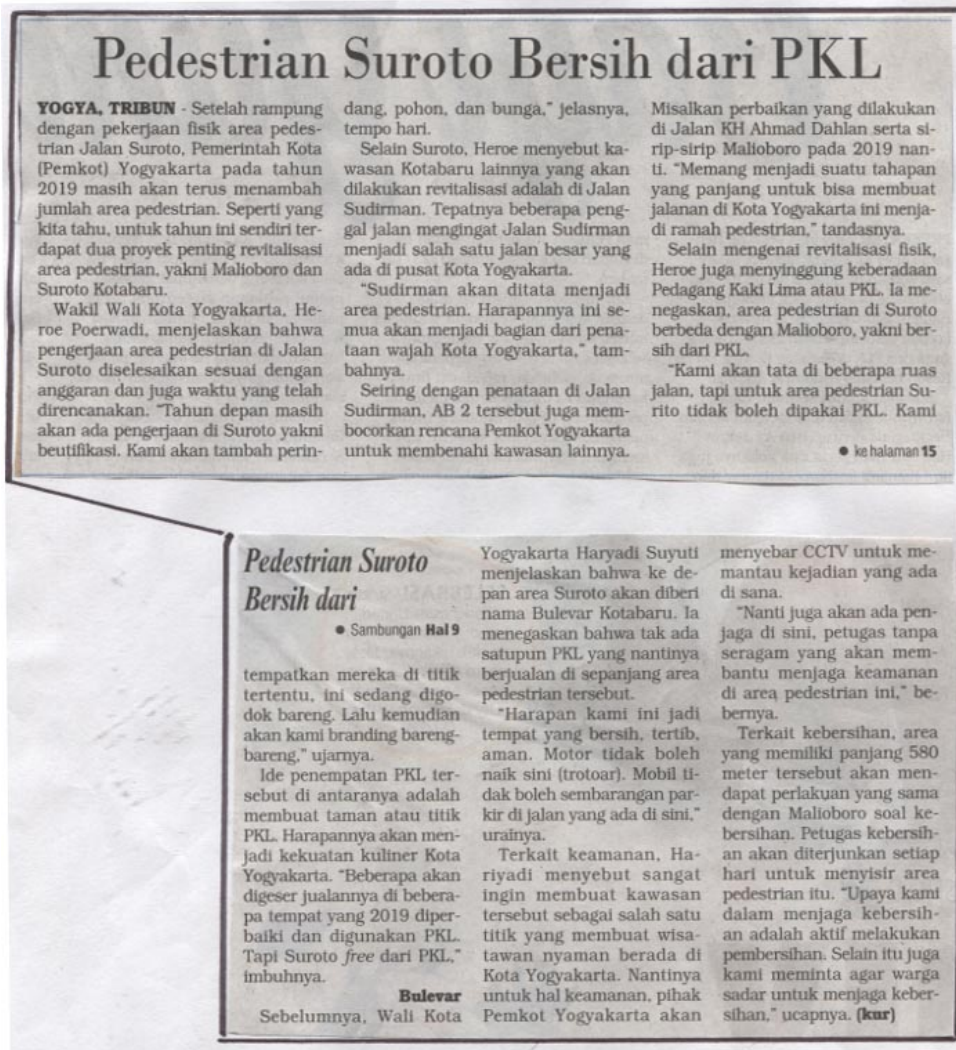 Pedestrian Suroto Bersih dari PKL
YOGYA, TRIBUN - Setelah rampung
dengan pekerjaan fisik area pedes-
trian Jalan Suroto, Pemerintah Kota
(Pemkot) Yogyakarta pada tahun
2019 masih akan terus menambah
jumlah area pedestrian. Seperti yang
kita tahu, untuk tahun ini sendiri ter-
dapat dua proyek penting revitalisasi
area pedestrian, yakni Malioboro dan
Suroto Kotabaru.
Wakil Wali Kota Yogyakarta, He-
roe Poerwadi, menjelaskan bahwa
pengerjaan area pedestrian di Jalan
Suroto diselesaikan sesuai dengan
anggaran dan juga waktu yang telah
direncanakan. "Tahun depan masih
akan ada pengerjaan di Suroto yakni
beutifikasi. Kami akan tambah perin-
dang, pohon, dan bunga," jelasnya,
tempo hari.
Selain Suroto, Heroe menyebut ka-
wasan Kotabaru lainnya yang akan
dilakukan revitalisasi adalah di Jalan
Sudirman. Tepatnya beberapa peng-
gal jalan mengingat Jalan Sudirman
menjadi salah satu jalan besar yang
ada di pusat Kota Yogyakarta.
"Sudirman akan ditata menjadi
area pedestrian. Harapannya ini se-
mua akan menjadi bagian dari pena-
taan wajah Kota Yogyakarta," tam-
bahnya.
Seiring dengan penataan di Jalan
Sudirman, AB 2 tersebut juga mem-
bocorkan rencana Pemkot Yogyakarta
untuk membenahi kawasan lainnya.
Misalkan perbaikan yang dilakukan
di Jalan KH Ahmad Dahlan serta si-
rip-sirip Malioboro pada 2019 nan-
ti. "Memang menjadi suatu tahapan
yang panjang untuk bisa membuat
jalanan di Kota Yogyakarta ini menja-
di ramah pedestrian," tandasnya.
Selain mengenai revitalisasi fisik,
Heroe juga menyinggung keberadaan
Pedagang Kaki Lima atau PKL. Ia me-
negaskan, area pedestrian di Suroto
berbeda dengan Malioboro, yakni ber-
sih dari PKL.
"Kami akan tata di beberapa ruas
jalan, tapi untuk area pedestrian Su-
rito tidak boleh dipakai PKL. Kami
● ke halaman 15
Pedestrian Suroto
Bersih dari
● Sambungan Hal 9
tempatkan mereka di titik
tertentu, ini sedang digo-
dok bareng. Lalu kemudian
akan kami branding bareng-
bareng," ujarnya.
Ide penempatan PKL ter-
sebut di antaranya adalah
membuat taman atau titik
PKL. Harapannya akan men-
jadi kekuatan kuliner Kota
Yogyakarta. "Beberapa akan
digeser jualannya di bebera-
pa tempat yang 2019 diper-
baiki dan digunakan PKL.
Tapi Suroto free dari PKL,"
imbuhnya.
Bulevar
Sebelumnya, Wali Kota
Yogyakarta Haryadi Suyuti
menjelaskan bahwa ke de-
pan area Suroto akan diberi
nama Bulevar Kotabaru. Ia
menegaskan bahwa tak ada
satupun PKL yang nantinya
berjualan di sepanjang area
pedestrian tersebut.
"Harapan kami ini jadi
tempat yang bersih, tertib,
aman. Motor tidak boleh
naik sini (trotoar). Mobil ti-
dak boleh sembarangan par-
kir di jalan yang ada di sini,"
urainya.
Terkait keamanan, Ha-
riyadi menyebut sangat
ingin membuat kawasan
tersebut sebagai salah satu
titik yang membuat wisa-
tawan nyaman berada di
Kota Yogyakarta. Nantinya
untuk hal keamanan, pihak
Pemkot Yogyakarta akan
menyebar CCTV untuk me-
mantau kejadian yang ada
di sana.
"Nanti juga akan ada pen-
jaga di sini, petugas tanpa
seragam yang akan mem-
bantu menjaga keamanan
di area pedestrian ini," be-
bernya.
Terkait kebersihan, area
yang memiliki panjang 580
meter tersebut akan men-
dapat perlakuan yang sama
dengan Malioboro soal ke-
bersihan. Petugas kebersih-
an akan diterjunkan setiap
hari untuk menyisir area
pedestrian itu. "Upaya kami
dalam menjaga kebersih-
an adalah aktif melakukan
pembersihan. Selain itu juga
kami meminta agar warga
sadar untuk menjaga keber-
sihan," ucapnya. (kur)